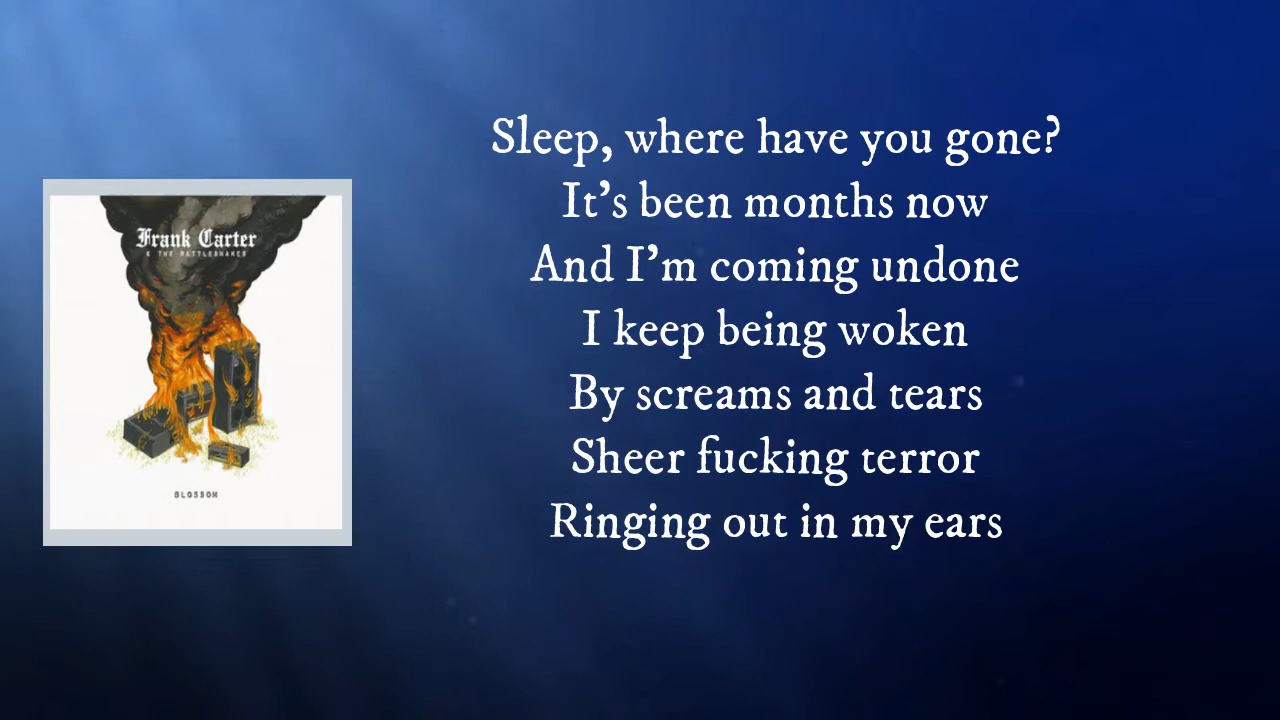 Frank Carter
& THE RATTLESNAKES
BLOSSOM
Sleep, where have you gone?
It’s been months now
And I’m coming undone
I keep being woken
By screams and tears
Sheer fucking terror
Ringing out in my ears